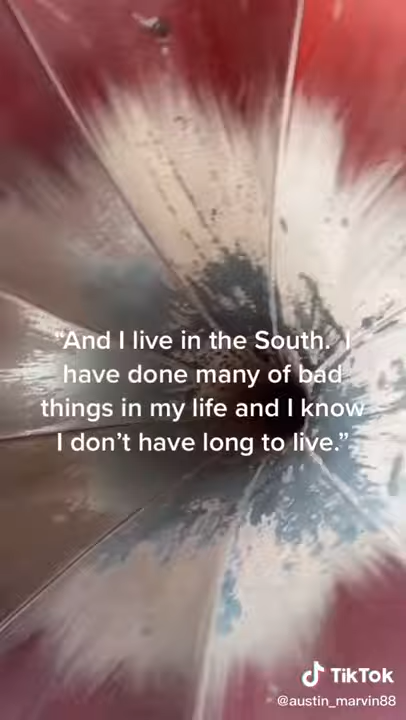 “And I live in the South.  I
have done many of bad
things in my life and I know
I don’t have long to live.”
TikTok
@austin_marvin88